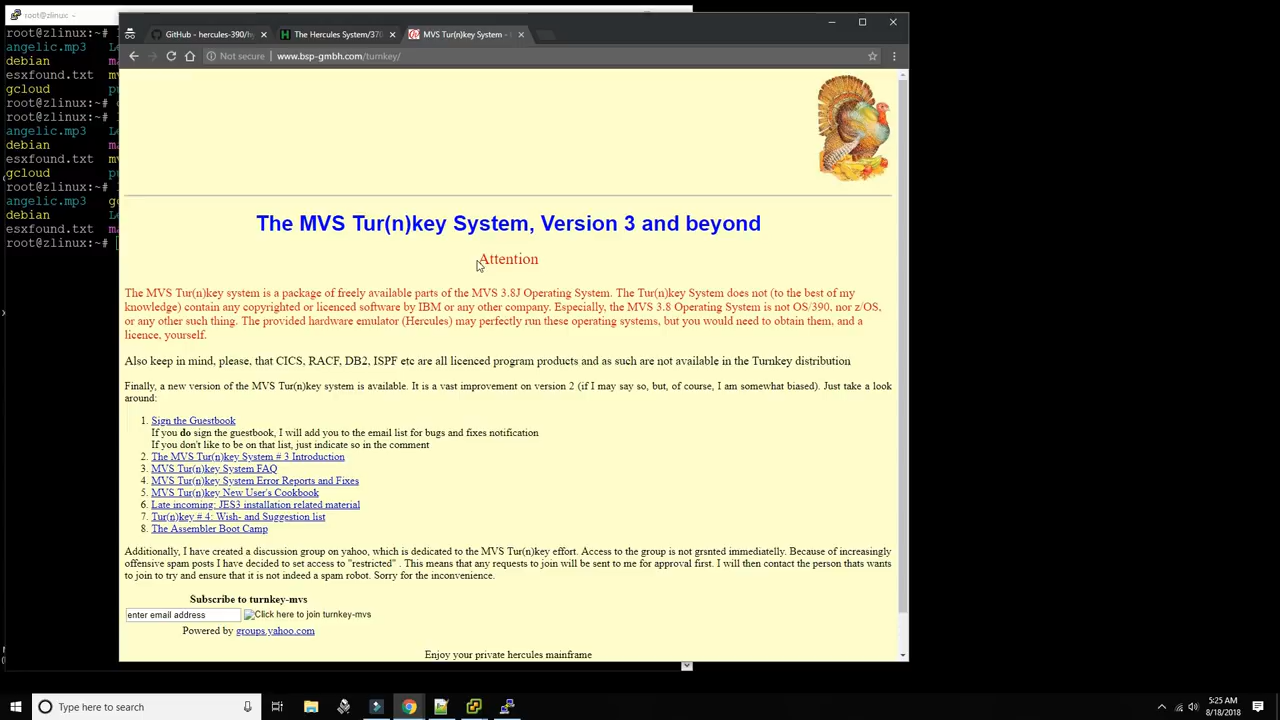 root@zlinux: ~
GitHub - hercules-390/hy
The Hercules System/370
MVS Tur(n)key System -
Not secure
www.bsp-gmbh.com/turnkey/
root@zlinux:~#
angelic.mp3
debian
esxfound.txt
gcloud
root@zlinux:~#
root@zlinux:~#
angelic.mp3
debian
esxfound.txt
gcloud
root@zlinux:~#
angelic.mp3
debian
esxfound.txt
root@zlinux:~#
The MVS Tur(n)key System, Version 3 and beyond
Attention
The MVS Tur(n)key system is a package of freely available parts of the MVS 3.8J Operating System. The Tur(n)key System does not (to the best of my
knowledge) contain any copyrighted or licenced software by IBM or any other company. Especially, the MVS 3.8 Operating System is not OS/390, nor z/OS,
or any other such thing. The provided hardware emulator (Hercules) may perfectly run these operating systems, but you would need to obtain them, and a
licence, yourself.
Also keep in mind, please, that CICS, RACF, DB2, ISPF etc are all licenced program products and as such are not available in the Turnkey distribution
Finally, a new version of the MVS Tur(n)key system is available. It is a vast improvement on version 2 (if I may say so, but, of course, I am somewhat biased). Just take a look
around:
1. Sign the Guestbook
If you do sign the guestbook, I will add you to the email list for bugs and fixes notification
If you don't like to be on that list, just indicate so in the comment
2. The MVS Tur(n)key System # 3 Introduction
3. MVS Tur(n)key System FAQ
4. MVS Tur(n)key System Error Reports and Fixes
5. MVS Tur(n)key New User's Cookbook
6. Late incoming: JES3 installation related material
7. Tur(n)key # 4: Wish- and Suggestion list
8. The Assembler Boot Camp
Additionally, I have created a discussion group on yahoo, which is dedicated to the MVS Tur(n)key effort. Access to the group is not grsnted immediatelly. Because of increasingly
offensive spam posts I have decided to set access to "restricted" . This means that any requests to join will be sent to me for approval first. I will then contact the person thats wants
to join to try and ensure that it is not indeed a spam robot. Sorry for the inconvenience.
Subscribe to turnkey-mvs
enter email address
Click here to join turnkey-mvs
Powered by groups.yahoo.com
Enjoy your private hercules mainframe
Type here to search
5:25 AM
8/18/2018